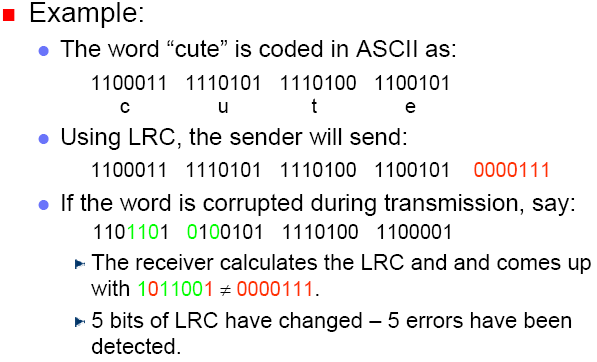 Example:
The word “cute” is coded in ASCII as:
1100011 1110101 1110100 1100101
c u t e
Using LRC, the sender will send:
1100011 1110101 1110100 1100101 0000111
If the word is corrupted during transmission, say:
1101101 0100101 1110100 1100001
The receiver calculates the LRC and and comes up
with 1011001 ≠ 0000111.
5 bits of LRC have changed – 5 errors have been
detected.